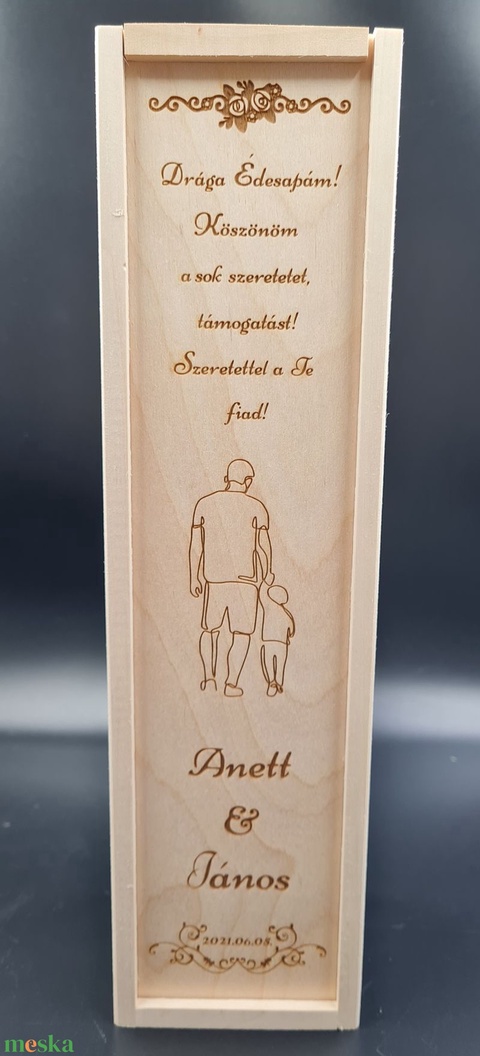 Drága Édesapám!
Köszönöm
a sok szeretetet,
támogatást!
Szeretettel a Te
fiad!
Anett
&
János
2021.06.08.
meska